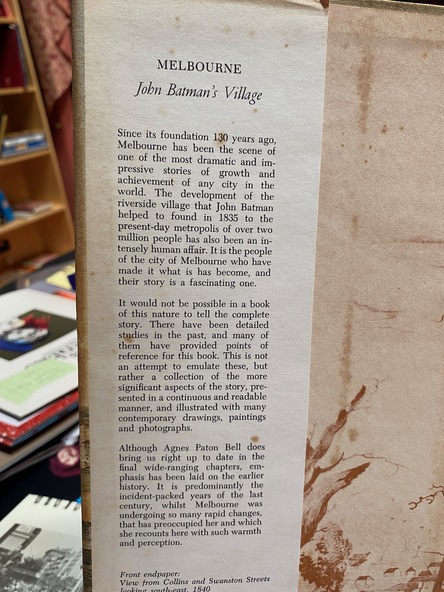 MELBOURNE
John Batman's Village
Since its foundation 130 years ago,
Melbourne has been the scene of
one of the most dramatic and im-
pressive stories of growth and
achievement of any city in the
world. The development of the
riverside village that John Batman
helped to found in 1835 to the
present-day metropolis of over two
million people has also been an in-
tensely human affair. It is the people
of the city of Melbourne who have
made it what is has become, and
their story is a fascinating one.
It would not be possible in a book
of this nature to tell the complete
story. There have been detailed
studies in the past, and many of
them have provided points of
reference for this book. This is not
an attempt to emulate these, but
rather a collection of the more
significant aspects of the story, pre-
sented in a continuous and readable
manner, and illustrated with many
contemporary drawings, paintings
and photographs.
Although Agnes Paton Bell does
bring us right up to date in the
final wide-ranging chapters, em-
phasis has been laid on the earlier
history. It is predominantly the
incident-packed years of the last
century, whilst Melbourne was
undergoing so many rapid changes,
that has preoccupied her and which
she recounts here with such warmth
and perception.
Front endpaper:
View from Collins and Swanston Streets
looking south-east, 1840